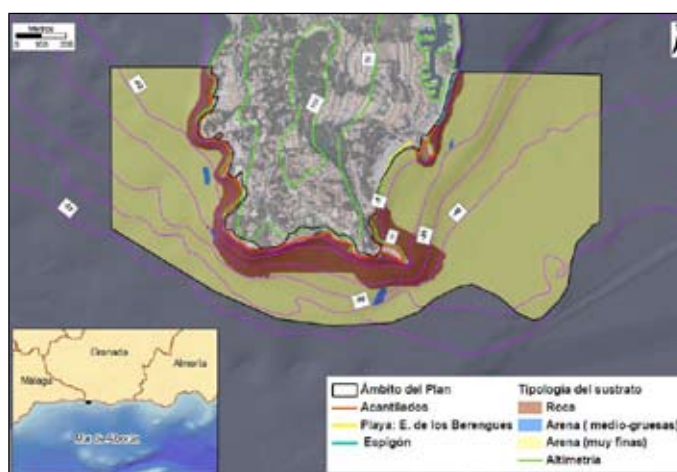 Metros
Málaga
Granada
Almería
Mar de Alborán
Ámbito del Plan
Acantilados
Playa: E. de los Berengues
Espigón
Tipología del sustrato
Roca
Arena ( medio-gruesas)
Arena (muy finas)
Altimetría